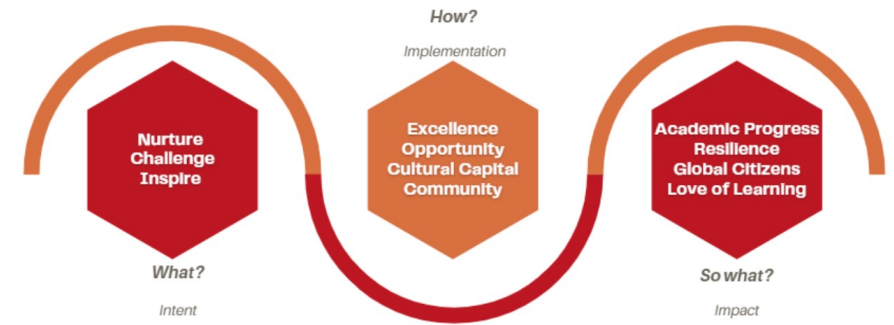 Nurture
Challenge
Inspire
What?
Intent
How?
Implementation
Excellence
Opportunity
Cultural Capital
Community
Academic Progress
Resilience
Global Citizens
Love of Learning
So what?
Impact